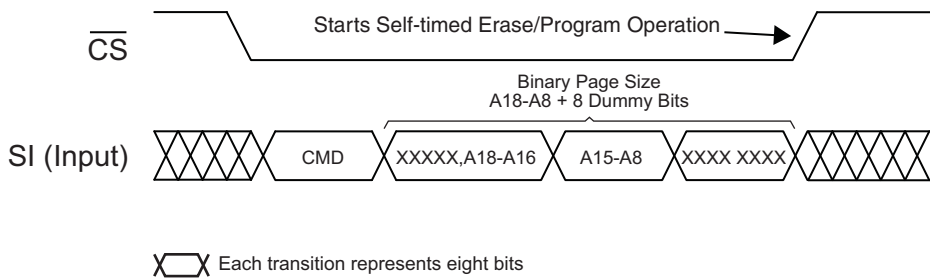 Starts Self-timed Erase/Program Operation
CS
Binary Page Size
A18-A8 + 8 Dummy Bits
SI (Input)
CMD
XXXXX,A18-A16
A15-A8
XXXX XXXX
Each transition represents eight bits